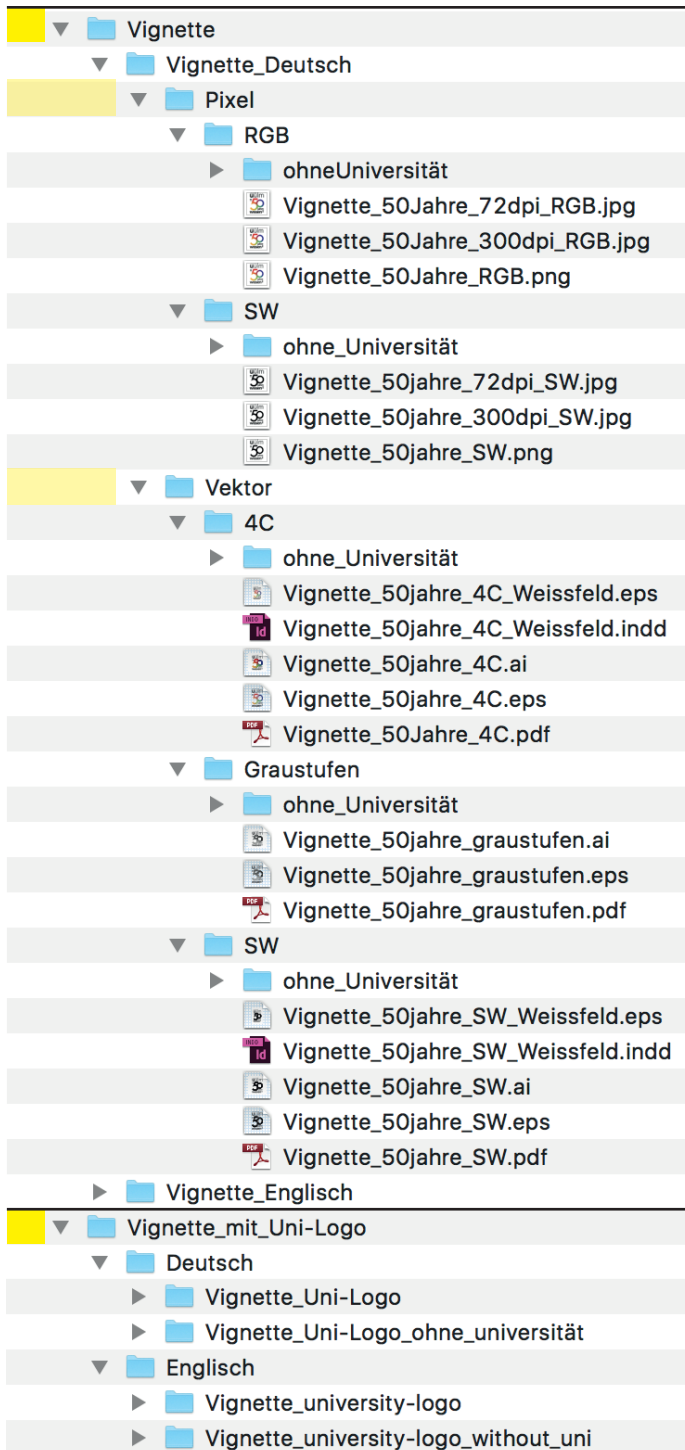 Vignette
Vignette_Deutsch
Pixel
RGB
ohneUniversität
Vignette_50Jahre_72dpi_RGB.jpg
Vignette_50Jahre_300dpi_RGB.jpg
Vignette_50Jahre_RGB.png
SW
ohne_Universität
Vignette_50jahre_72dpi_SW.jpg
Vignette_50jahre_300dpi_SW.jpg
Vignette_50jahre_SW.png
Vektor
4C
ohne_Universität
Vignette_50jahre_4C_Weissfeld.eps
Vignette_50jahre_4C_Weissfeld.indd
Vignette_50jahre_4C.ai
Vignette_50jahre_4C.eps
Vignette_50Jahre_4C.pdf
Graustufen
ohne_Universität
Vignette_50jahre_graustufen.ai
Vignette_50jahre_graustufen.eps
Vignette_50jahre_graustufen.pdf
SW
ohne_Universität
Vignette_50jahre_SW_Weissfeld.eps
Vignette_50jahre_SW_Weissfeld.indd
Vignette_50jahre_SW.ai
Vignette_50jahre_SW.eps
Vignette_50jahre_SW.pdf
Vignette_Englisch
Vignette_mit_Uni-Logo
Deutsch
Vignette_Uni-Logo
Vignette_Uni-Logo_ohne_universität
Englisch
Vignette_university-logo
Vignette_university-logo_without_uni